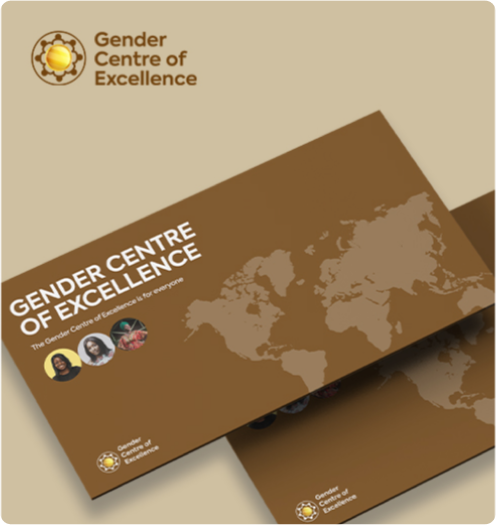 Gender
Centre of
Excellence
GENDER CENTRE
OF EXCELLENCE
The Gender Centre of Excellence is for everyone
Gender
Centre of
Excellence
Gender
Centre of
Excellence